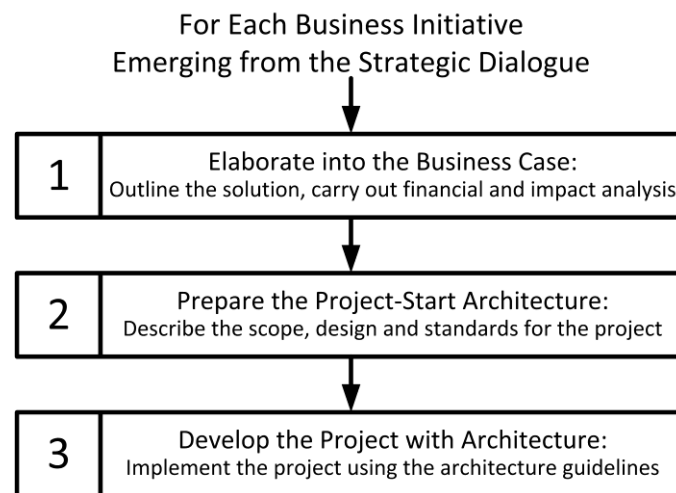 For Each Business Initiative
Emerging from the Strategic Dialogue
1
Elaborate into the Business Case:
Outline the solution, carry out financial and impact analysis
2
Prepare the Project-Start Architecture:
Describe the scope, design and standards for the project
3
Develop the Project with Architecture:
Implement the project using the architecture guidelines